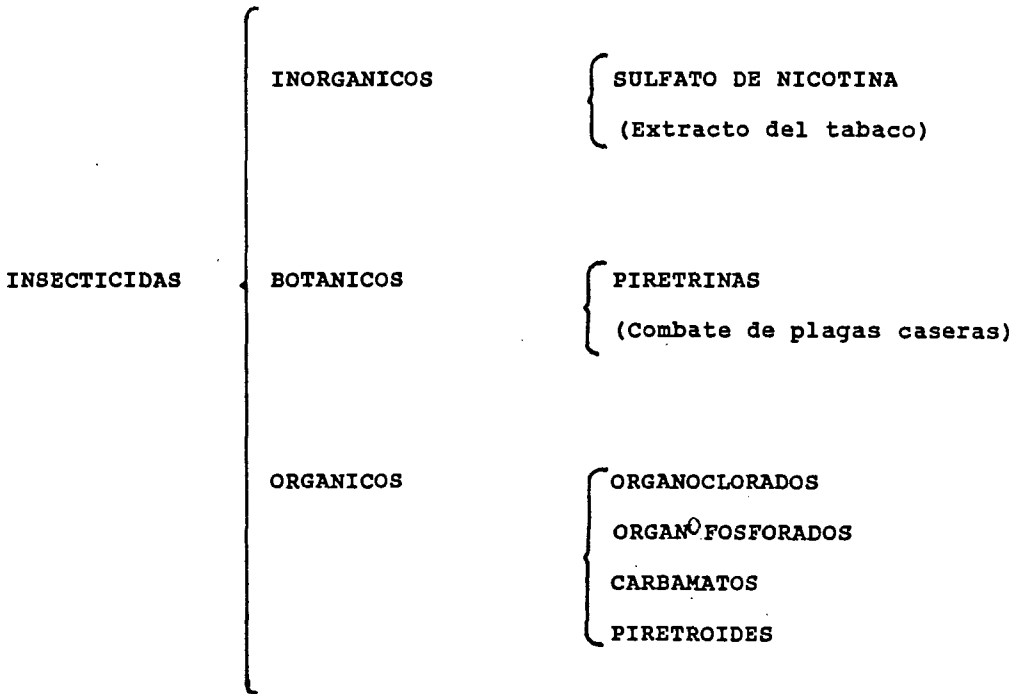 INORGANICOS
SULFATO DE NICOTINA
(Extracto del tabaco)
INSECTICIDAS
BOTANICOS
PIRETRINAS
(Combate de plagas caseras)
ORGANICOS
ORGANOCLORADOS
ORGANOFOSFORADOS
CARBAMATOS
PIRETROIDES